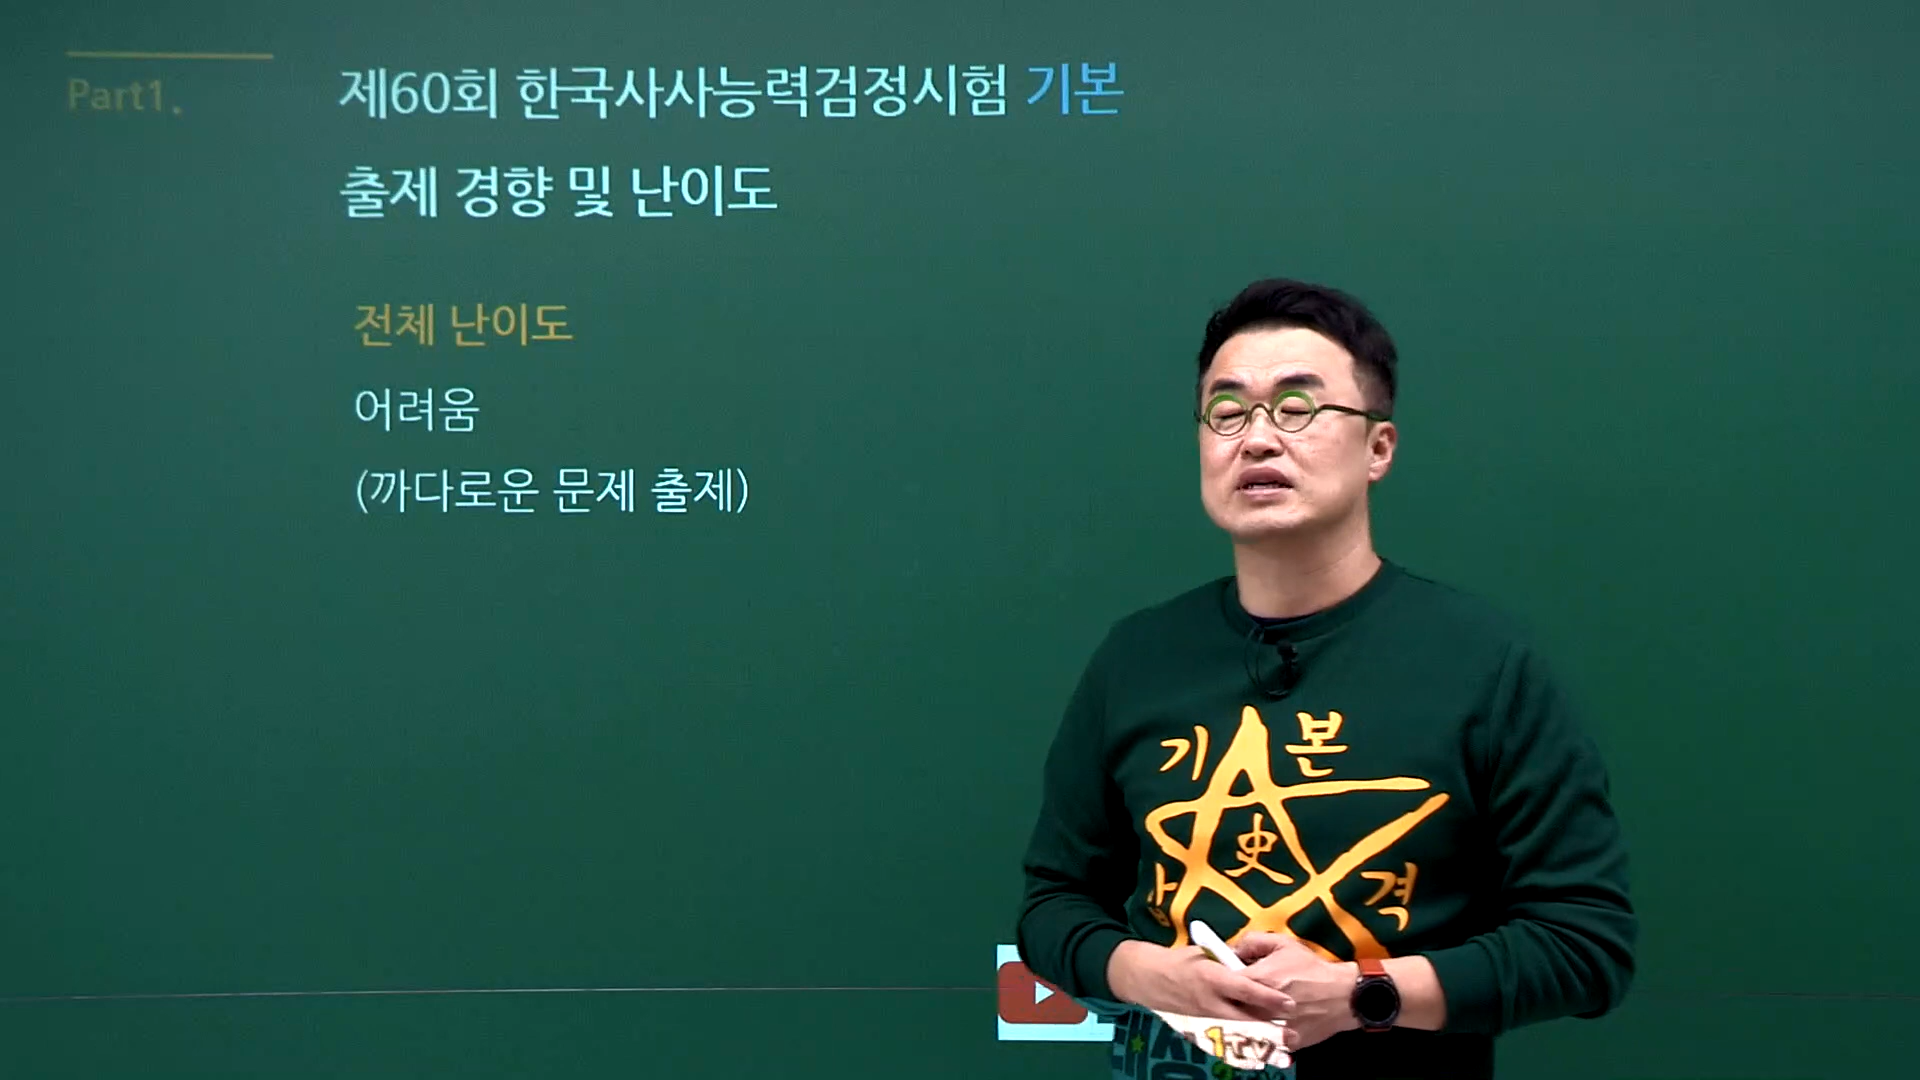 Part1.
제60회 한국사사능력검정시험 기본
출제 경향 및 난이도
전체 난이도
어려움
(까다로운 문제 출제)
기 본
史
격